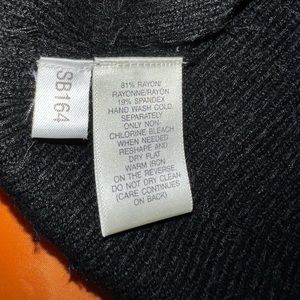 SB164
81% RAYON/
RAYONNE/RAYÓN
19% SPANDEX
HAND WASH COLD,
SEPARATELY
ONLY NON-
CHLORINE BLEACH
WHEN NEEDED
RESHAPE AND
DRY FLAT
WARM IRON
ON THE REVERSE
DO NOT DRY CLEAN
(CARE CONTINUES
ON BACK)